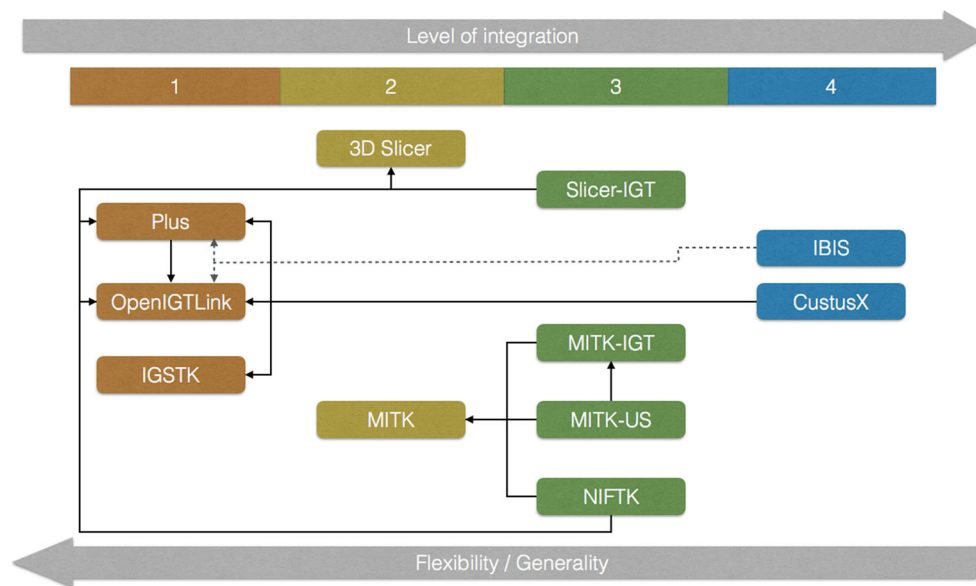 Level of integration
1 2 3 4
3D Slicer
Slicer-IGT
Plus
IBIS
OpenIGTLink
CustusX
MITK-IGT
IGSTK
MITK
MITK-US
NIFTK
Flexibility / Generality